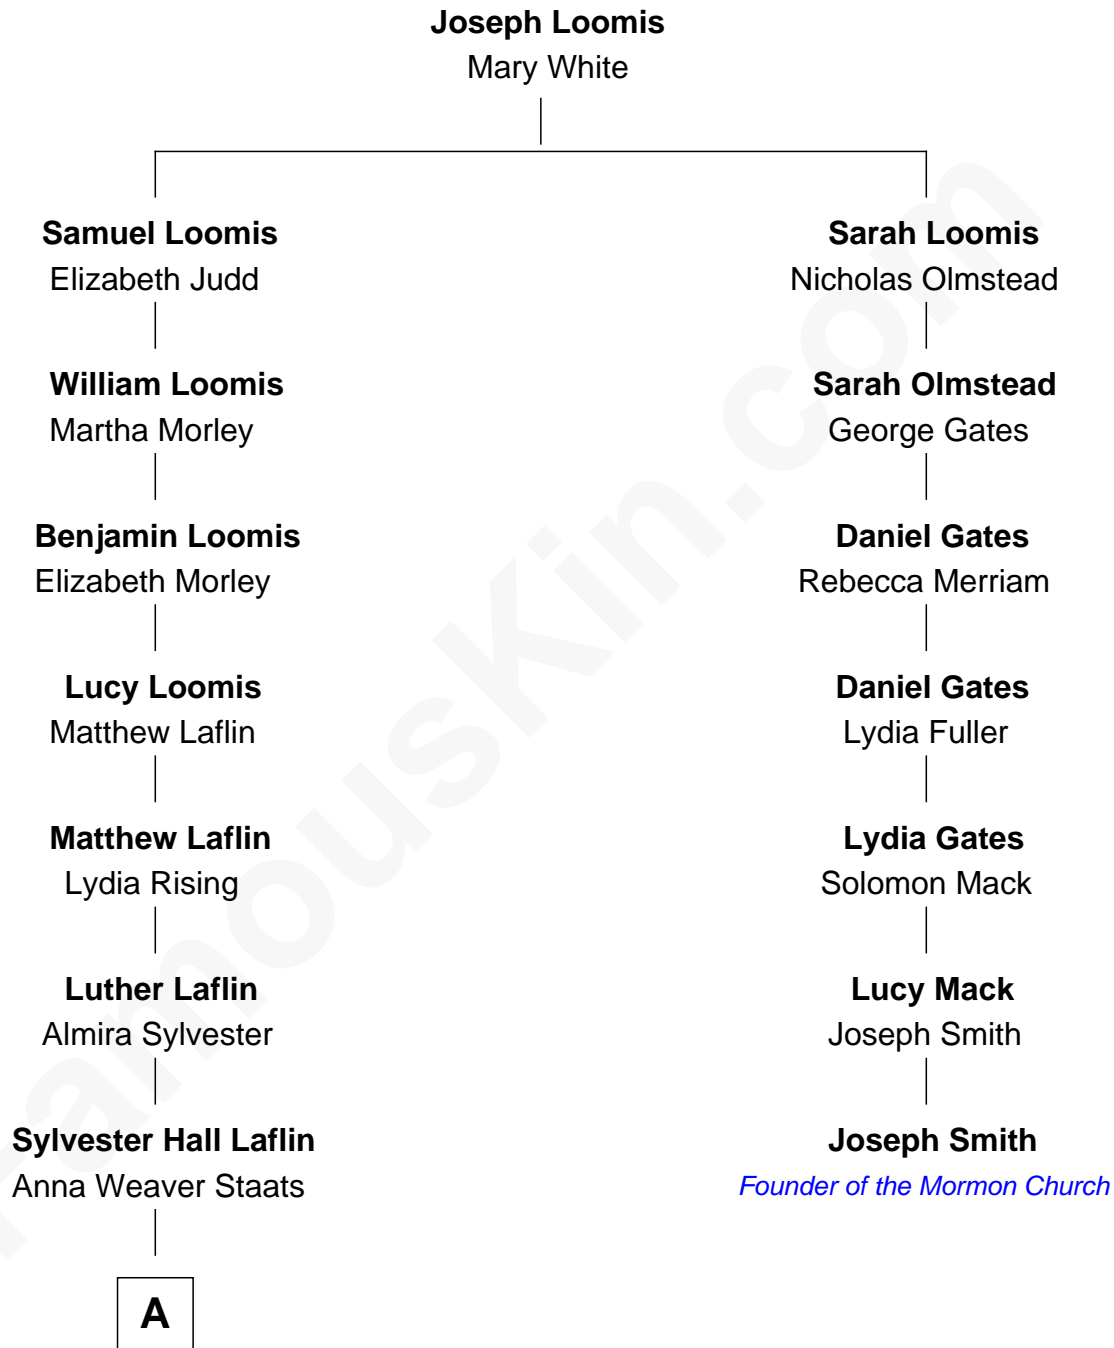 Joseph Loomis
Mary White
Samuel Loomis
Elizabeth Judd
Sarah Loomis
Nicholas Olmstead
William Loomis
Martha Morley
Sarah Olmstead
George Gates
Benjamin Loomis
Elizabeth Morley
Daniel Gates
Rebecca Merriam
Lucy Loomis
Matthew Laflin
Daniel Gates
Lydia Fuller
Matthew Laflin
Lydia Rising
Lydia Gates
Solomon Mack
Luther Laflin
Almira Sylvester
Lucy Mack
Joseph Smith
Sylvester Hall Laflin
Anna Weaver Staats
Joseph Smith
Founder of the Mormon Church
A
FamousKin.com